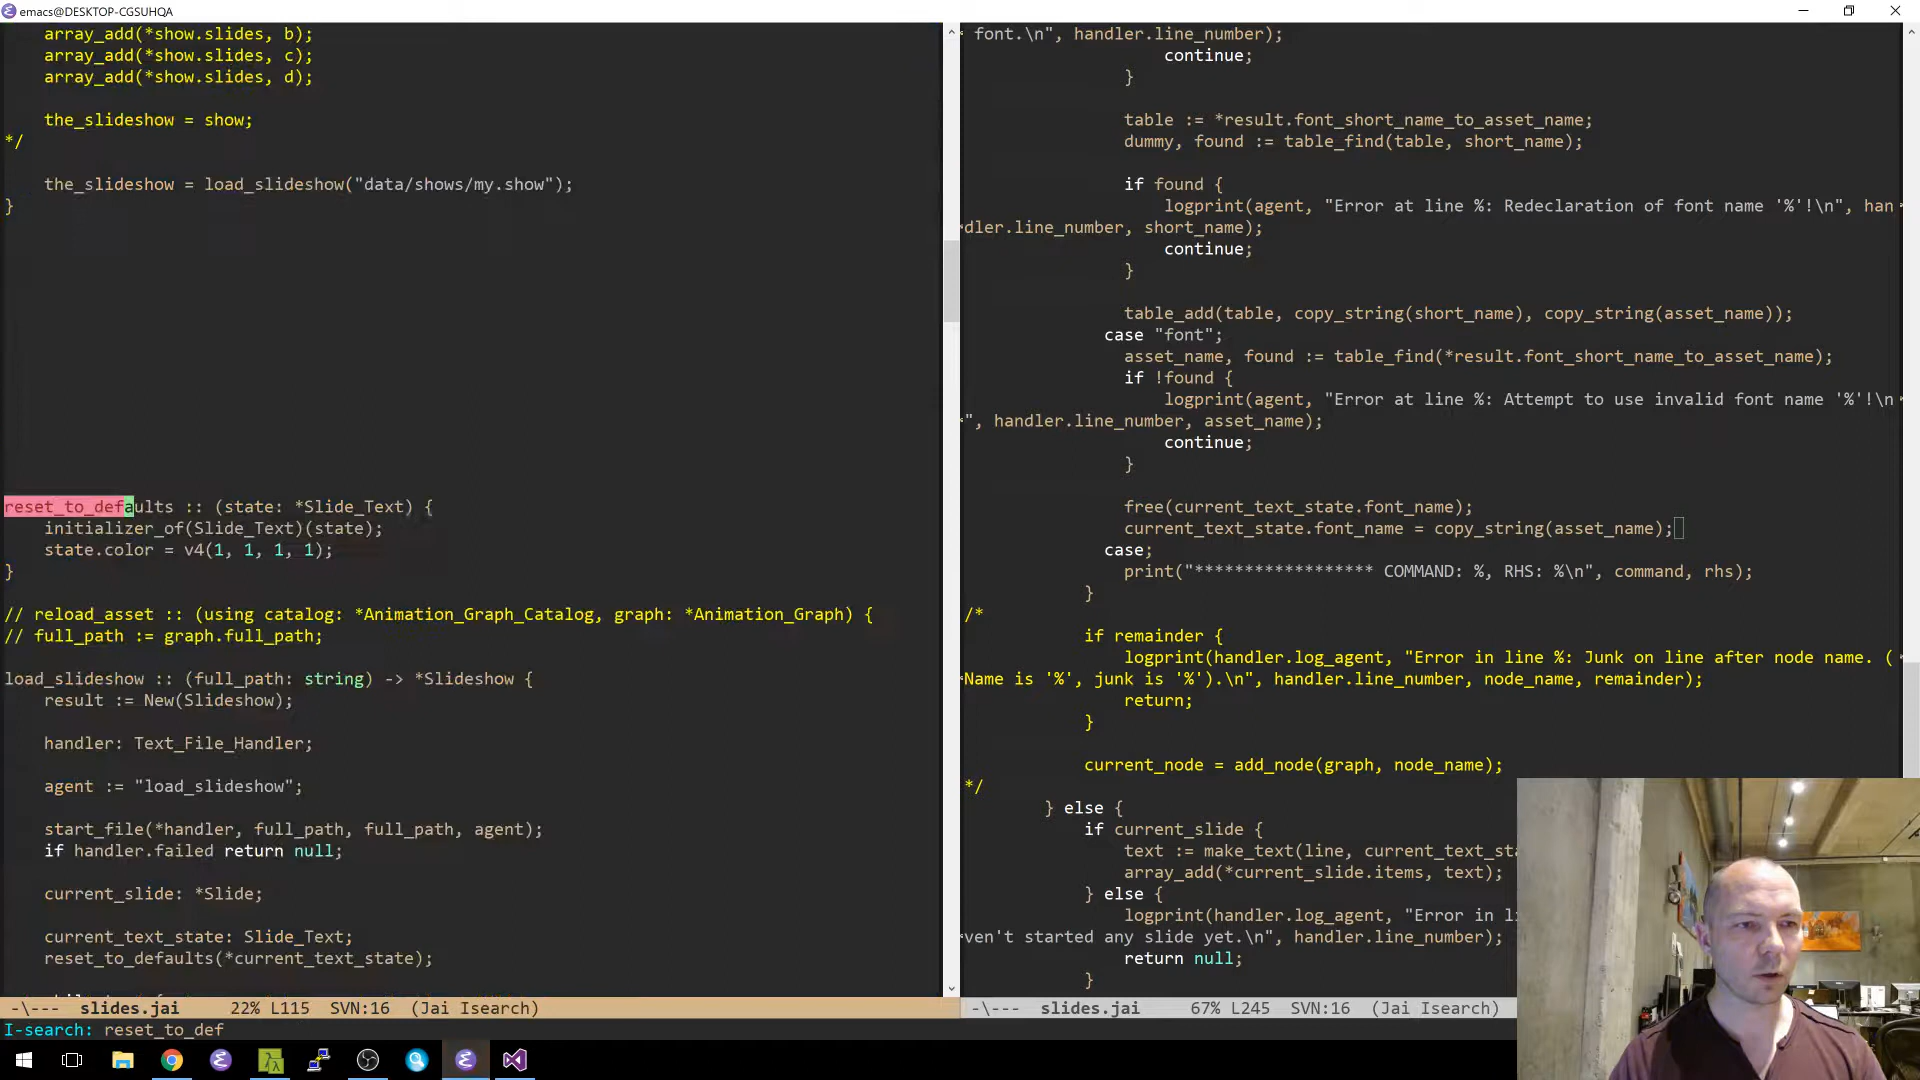 emacs@DESKTOP-CGSUHQA
array_add(*show.slides, b);
array_add(*show.slides, c);
array_add(*show.slides, d);
the_slideshow = show;
*/
the_slideshow = load_slideshow("data/shows/my.show");
}
reset_to_defaults :: (state: *Slide_Text) {
initializer_of(Slide_Text)(state);
state.color = v4(1, 1, 1, 1);
}
// reload_asset :: (using catalog: *Animation_Graph_Catalog, graph: *Animation_Graph) {
// full_path := graph.full_path;
load_slideshow :: (full_path: string) -> *Slideshow {
result := New(Slideshow);
handler: Text_File_Handler;
agent := "load_slideshow";
start_file(*handler, full_path, full_path, agent);
if handler.failed return null;
current_slide: *Slide;
current_text_state: Slide_Text;
reset_to_defaults(*current_text_state);
-\--- slides.jai 22% L115 SVN:16 (Jai Isearch)
I-search: reset_to_def
font.\n", handler.line_number);
continue;
}
table := *result.font_short_name_to_asset_name;
dummy, found := table_find(table, short_name);
if found {
logprint(agent, "Error at line %: Redeclaration of font name '%'!\n", han
dler.line_number, short_name);
continue;
}
table_add(table, copy_string(short_name), copy_string(asset_name));
case "font";
asset_name, found := table_find(*result.font_short_name_to_asset_name);
if !found {
logprint(agent, "Error at line %: Attempt to use invalid font name '%'!\n
", handler.line_number, asset_name);
continue;
}
free(current_text_state.font_name);
current_text_state.font_name = copy_string(asset_name);
case;
print("****************** COMMAND: %, RHS: %\n", command, rhs);
}
/*
if remainder {
logprint(handler.log_agent, "Error in line %: Junk on line after node name. (
Name is '%', junk is '%').\n", handler.line_number, node_name, remainder);
return;
}
current_node = add_node(graph, node_name);
*/
} else {
if current_slide {
text := make_text(line, current_text_sta
array_add(*current_slide.items, text);
} else {
logprint(handler.log_agent, "Error in li
ven't started any slide yet.\n", handler.line_number);
return null;
}
-\--- slides.jai 67% L245 SVN:16 (Jai Isearch)